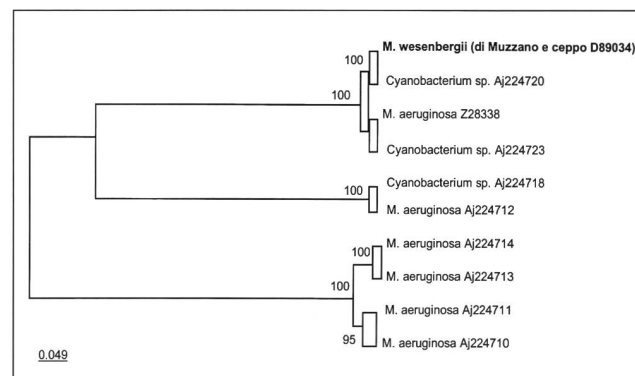 M. wesenbergii (di Muzzano e ceppo D89034)
100
Cyanobacterium sp. Aj224720
100
M. aeruginosa Z28338
Cyanobacterium sp. Aj224723
Cyanobacterium sp. Aj224718
100
M. aeruginosa Aj224712
M. aeruginosa Aj224714
100
M. aeruginosa Aj224713
100
M. aeruginosa Aj224711
95
M. aeruginosa Aj224710
0.049